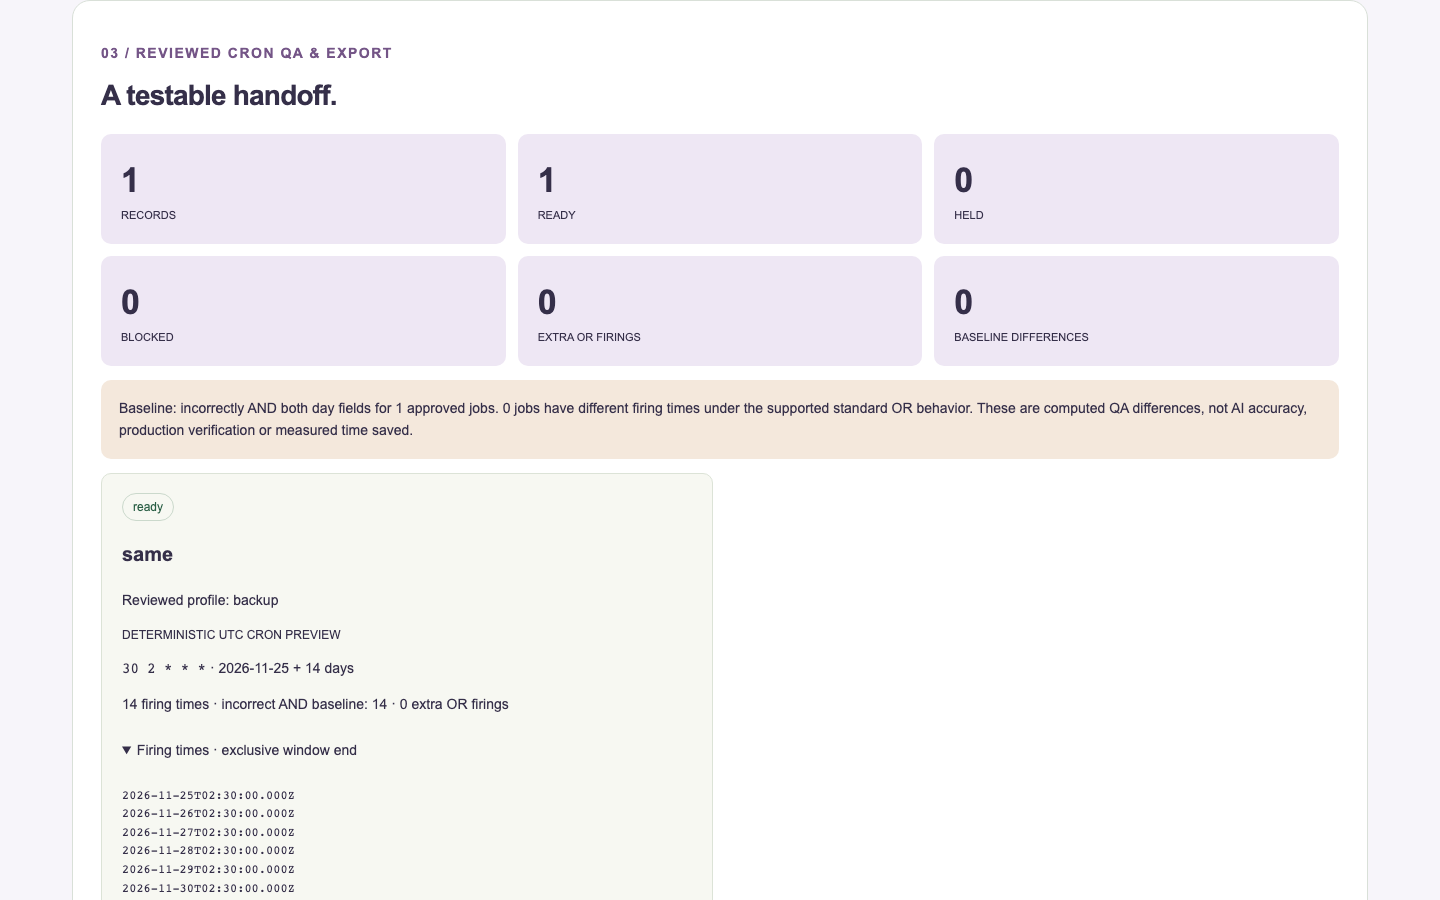 03 / REVIEWED CRON QA & EXPORT
A testable handoff.
1
RECORDS
1
READY
0
HELD
0
BLOCKED
0
EXTRA OR FIRINGS
0
BASELINE DIFFERENCES
Baseline: incorrectly AND both day fields for 1 approved jobs. 0 jobs have different firing times under the supported standard OR behavior. These are computed QA differences, not AI accuracy,
production verification or measured time saved.
ready
same
Reviewed profile: backup
DETERMINISTIC UTC CRON PREVIEW
30 2 * * * · 2026-11-25 + 14 days
14 firing times · incorrect AND baseline: 14 · 0 extra OR firings
▼ Firing times · exclusive window end
2026-11-25T02:30:00.000Z
2026-11-26T02:30:00.000Z
2026-11-27T02:30:00.000Z
2026-11-28T02:30:00.000Z
2026-11-29T02:30:00.000Z
2026-11-30T02:30:00.000Z